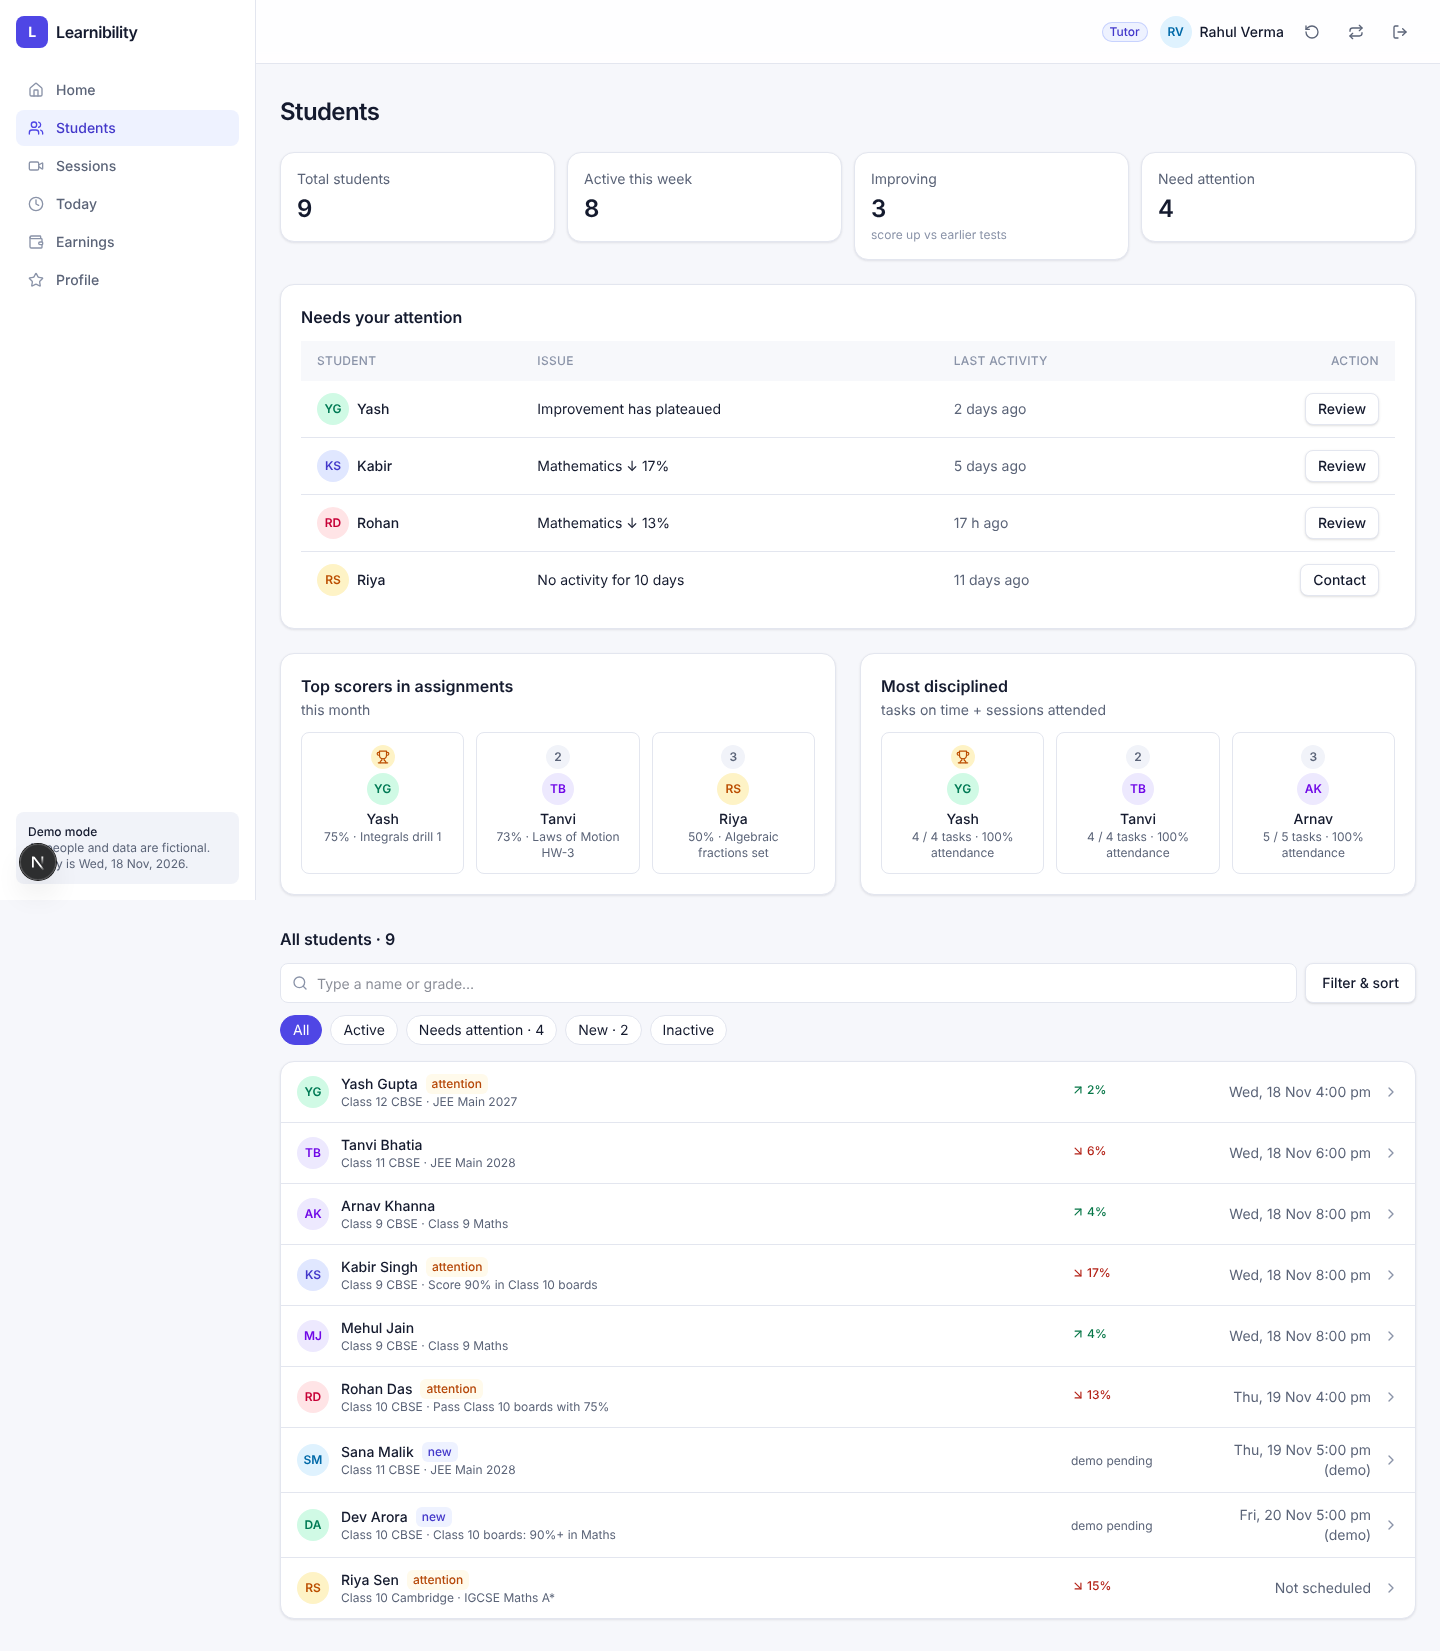 L Learnibility
Tutor RV Rahul Verma
Home
Students
Sessions
Today
Earnings
Profile
Demo mode
people and data are fictional.
is Wed, 18 Nov, 2026.
N
Students
Total students
9
Active this week
8
Improving
3
score up vs earlier tests
Need attention
4
Needs your attention
STUDENT ISSUE LAST ACTIVITY ACTION
YG Yash Improvement has plateaued 2 days ago Review
KS Kabir Mathematics ↓ 17% 5 days ago Review
RD Rohan Mathematics ↓ 13% 17 h ago Review
RS Riya No activity for 10 days 11 days ago Contact
Top scorers in assignments
this month
YG
Yash
75% · Integrals drill 1
2
TB
Tanvi
73% · Laws of Motion
HW-3
3
RS
Riya
50% · Algebraic
fractions set
Most disciplined
tasks on time + sessions attended
YG
Yash
4 / 4 tasks · 100%
attendance
2
TB
Tanvi
4 / 4 tasks · 100%
attendance
3
AK
Arnav
5 / 5 tasks · 100%
attendance
All students · 9
Type a name or grade...
Filter & sort
All Active Needs attention · 4 New · 2 Inactive
YG Yash Gupta attention ↗ 2% Wed, 18 Nov 4:00 pm
Class 12 CBSE · JEE Main 2027
TB Tanvi Bhatia ↘ 6% Wed, 18 Nov 6:00 pm
Class 11 CBSE · JEE Main 2028
AK Arnav Khanna ↗ 4% Wed, 18 Nov 8:00 pm
Class 9 CBSE · Class 9 Maths
KS Kabir Singh attention ↘ 17% Wed, 18 Nov 8:00 pm
Class 9 CBSE · Score 90% in Class 10 boards
MJ Mehul Jain ↗ 4% Wed, 18 Nov 8:00 pm
Class 9 CBSE · Class 9 Maths
RD Rohan Das attention ↘ 13% Thu, 19 Nov 4:00 pm
Class 10 CBSE · Pass Class 10 boards with 75%
SM Sana Malik new demo pending Thu, 19 Nov 5:00 pm
(demo)
Class 11 CBSE · JEE Main 2028
DA Dev Arora new demo pending Fri, 20 Nov 5:00 pm
(demo)
Class 10 CBSE · Class 10 boards: 90%+ in Maths
RS Riya Sen attention ↘ 15% Not scheduled
Class 10 Cambridge · IGCSE Maths A*